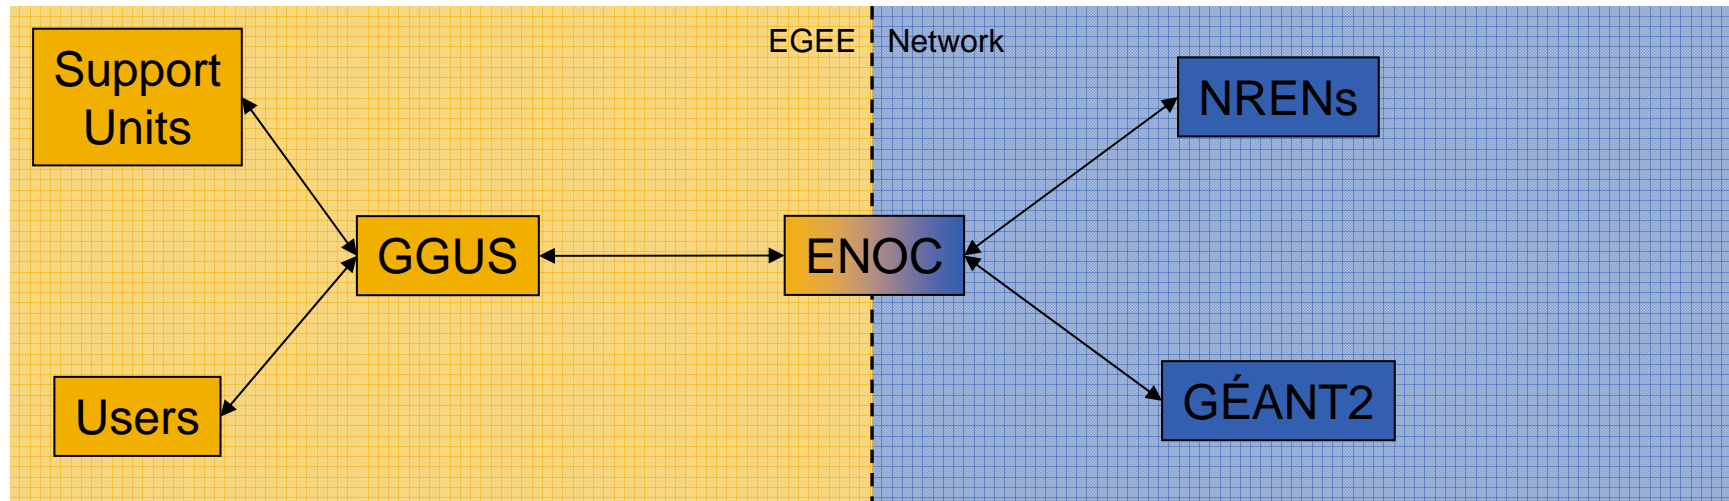 EGEE
Network
Support
Units
NRENs
GGUS
ENOC
Users
GÉANT2